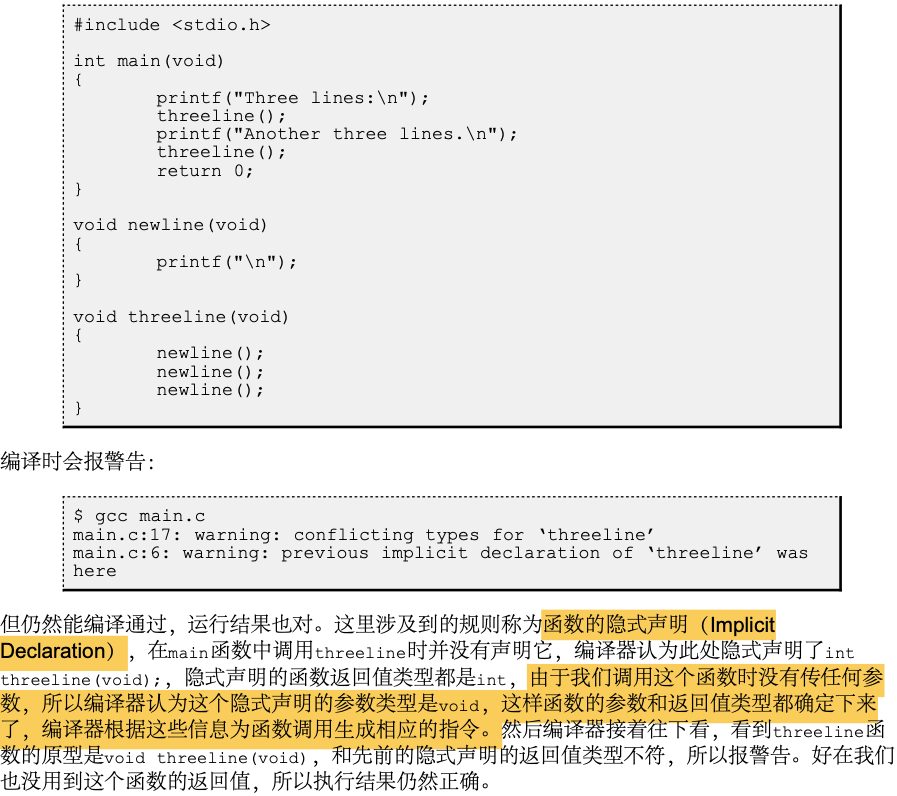 #include <stdio.h>
int main(void)
{
printf("Three lines:\n");
threeline();
printf("Another three lines.\n");
threeline();
return 0;
}
void newline(void)
{
printf("\n");
}
void threeline(void)
{
newline();
newline();
newline();
}
编译时会报警告：
$ gcc main.c
main.c:17: warning: conflicting types for ‘threeline’
main.c:6: warning: previous implicit declaration of ‘threeline’ was
here
但仍然能编译通过，运行结果也对。这里涉及到的规则称为函数的隐式声明（Implicit
Declaration），在main函数中调用threeline时并没有声明它，编译器认为此处隐式声明了int
threeline(void);，隐式声明的函数返回值类型都是int，由于我们调用这个函数时没有传任何参
数，所以编译器认为这个隐式声明的参数类型是void，这样函数的参数和返回值类型都确定下来
了，编译器根据这些信息为函数调用生成相应的指令。然后编译器接着往下看，看到threeline函
数的原型是void threeline(void)，和先前的隐式声明的返回值类型不符，所以报警告。好在我们
也没用到这个函数的返回值，所以执行结果仍然正确。